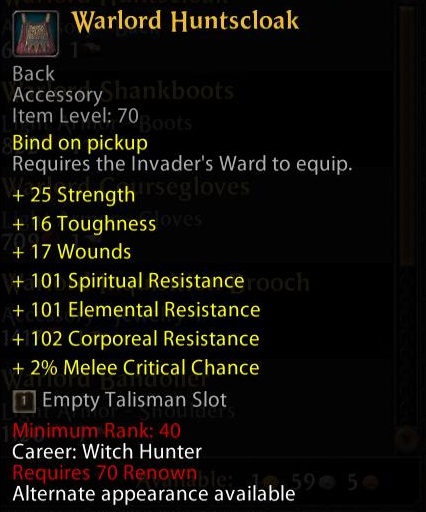 Warlord Huntscloak
Back
Accessory
Item Level: 70
Bind on pickup
Requires the Invader's Ward to equip.
+ 25 Strength
+ 16 Toughness
+ 17 Wounds
+ 101 Spiritual Resistance
+ 101 Elemental Resistance
+ 102 Corporeal Resistance
+ 2% Melee Critical Chance
1 Empty Talisman Slot
Minimum Rank: 40
Career: Witch Hunter
Requires 70 Renown
Alternate appearance available